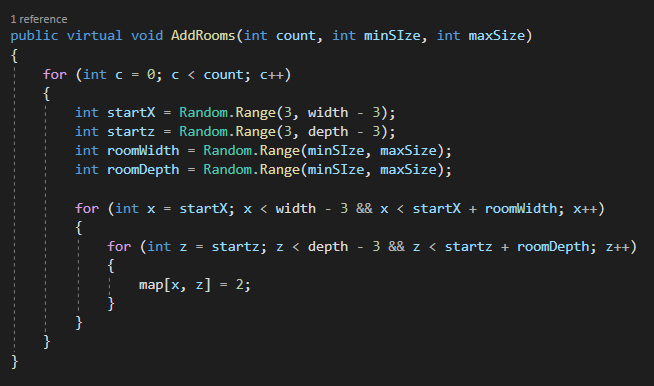 1 reference
public virtual void AddRooms(int count, int minSIze, int maxSize)
{
for (int c = 0; c < count; c++)
{
int startX = Random.Range(3, width - 3);
int startz = Random.Range(3, depth - 3);
int roomWidth = Random.Range(minSIze, maxSize);
int roomDepth = Random.Range(minSIze, maxSize);
for (int x = startX; x < width - 3 && x < startX + roomWidth; x++)
{
for (int z = startz; z < depth - 3 && z < startz + roomDepth; z++)
{
map[x, z] = 2;
}
}
}
}